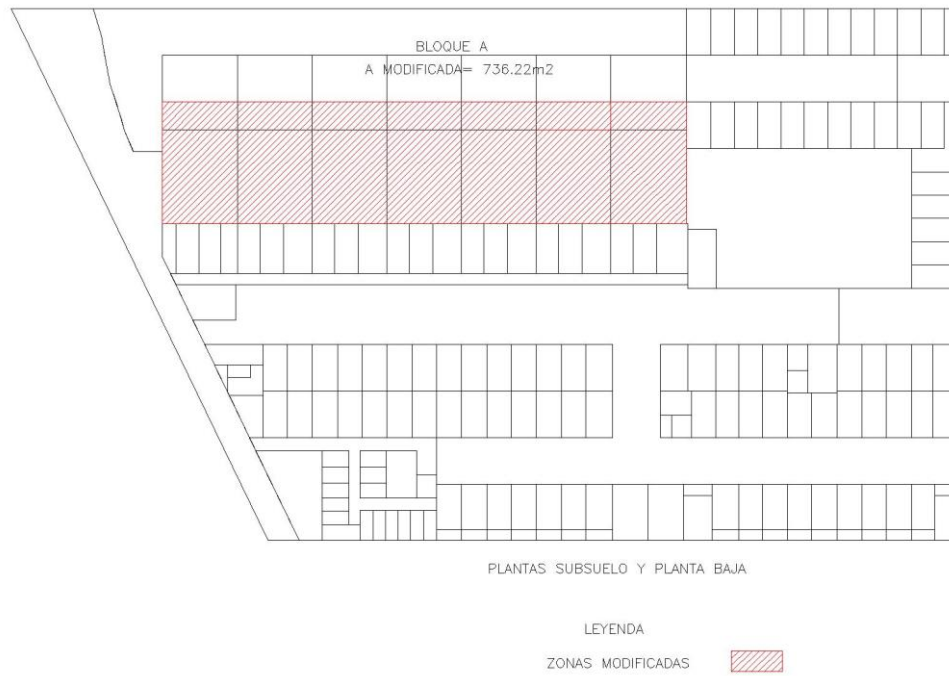 BLOQUE A
A MODIFICADA= 736.22m2
PLANTAS SUBSUELO Y PLANTA BAJA
LEYENDA
ZONAS MODIFICADAS